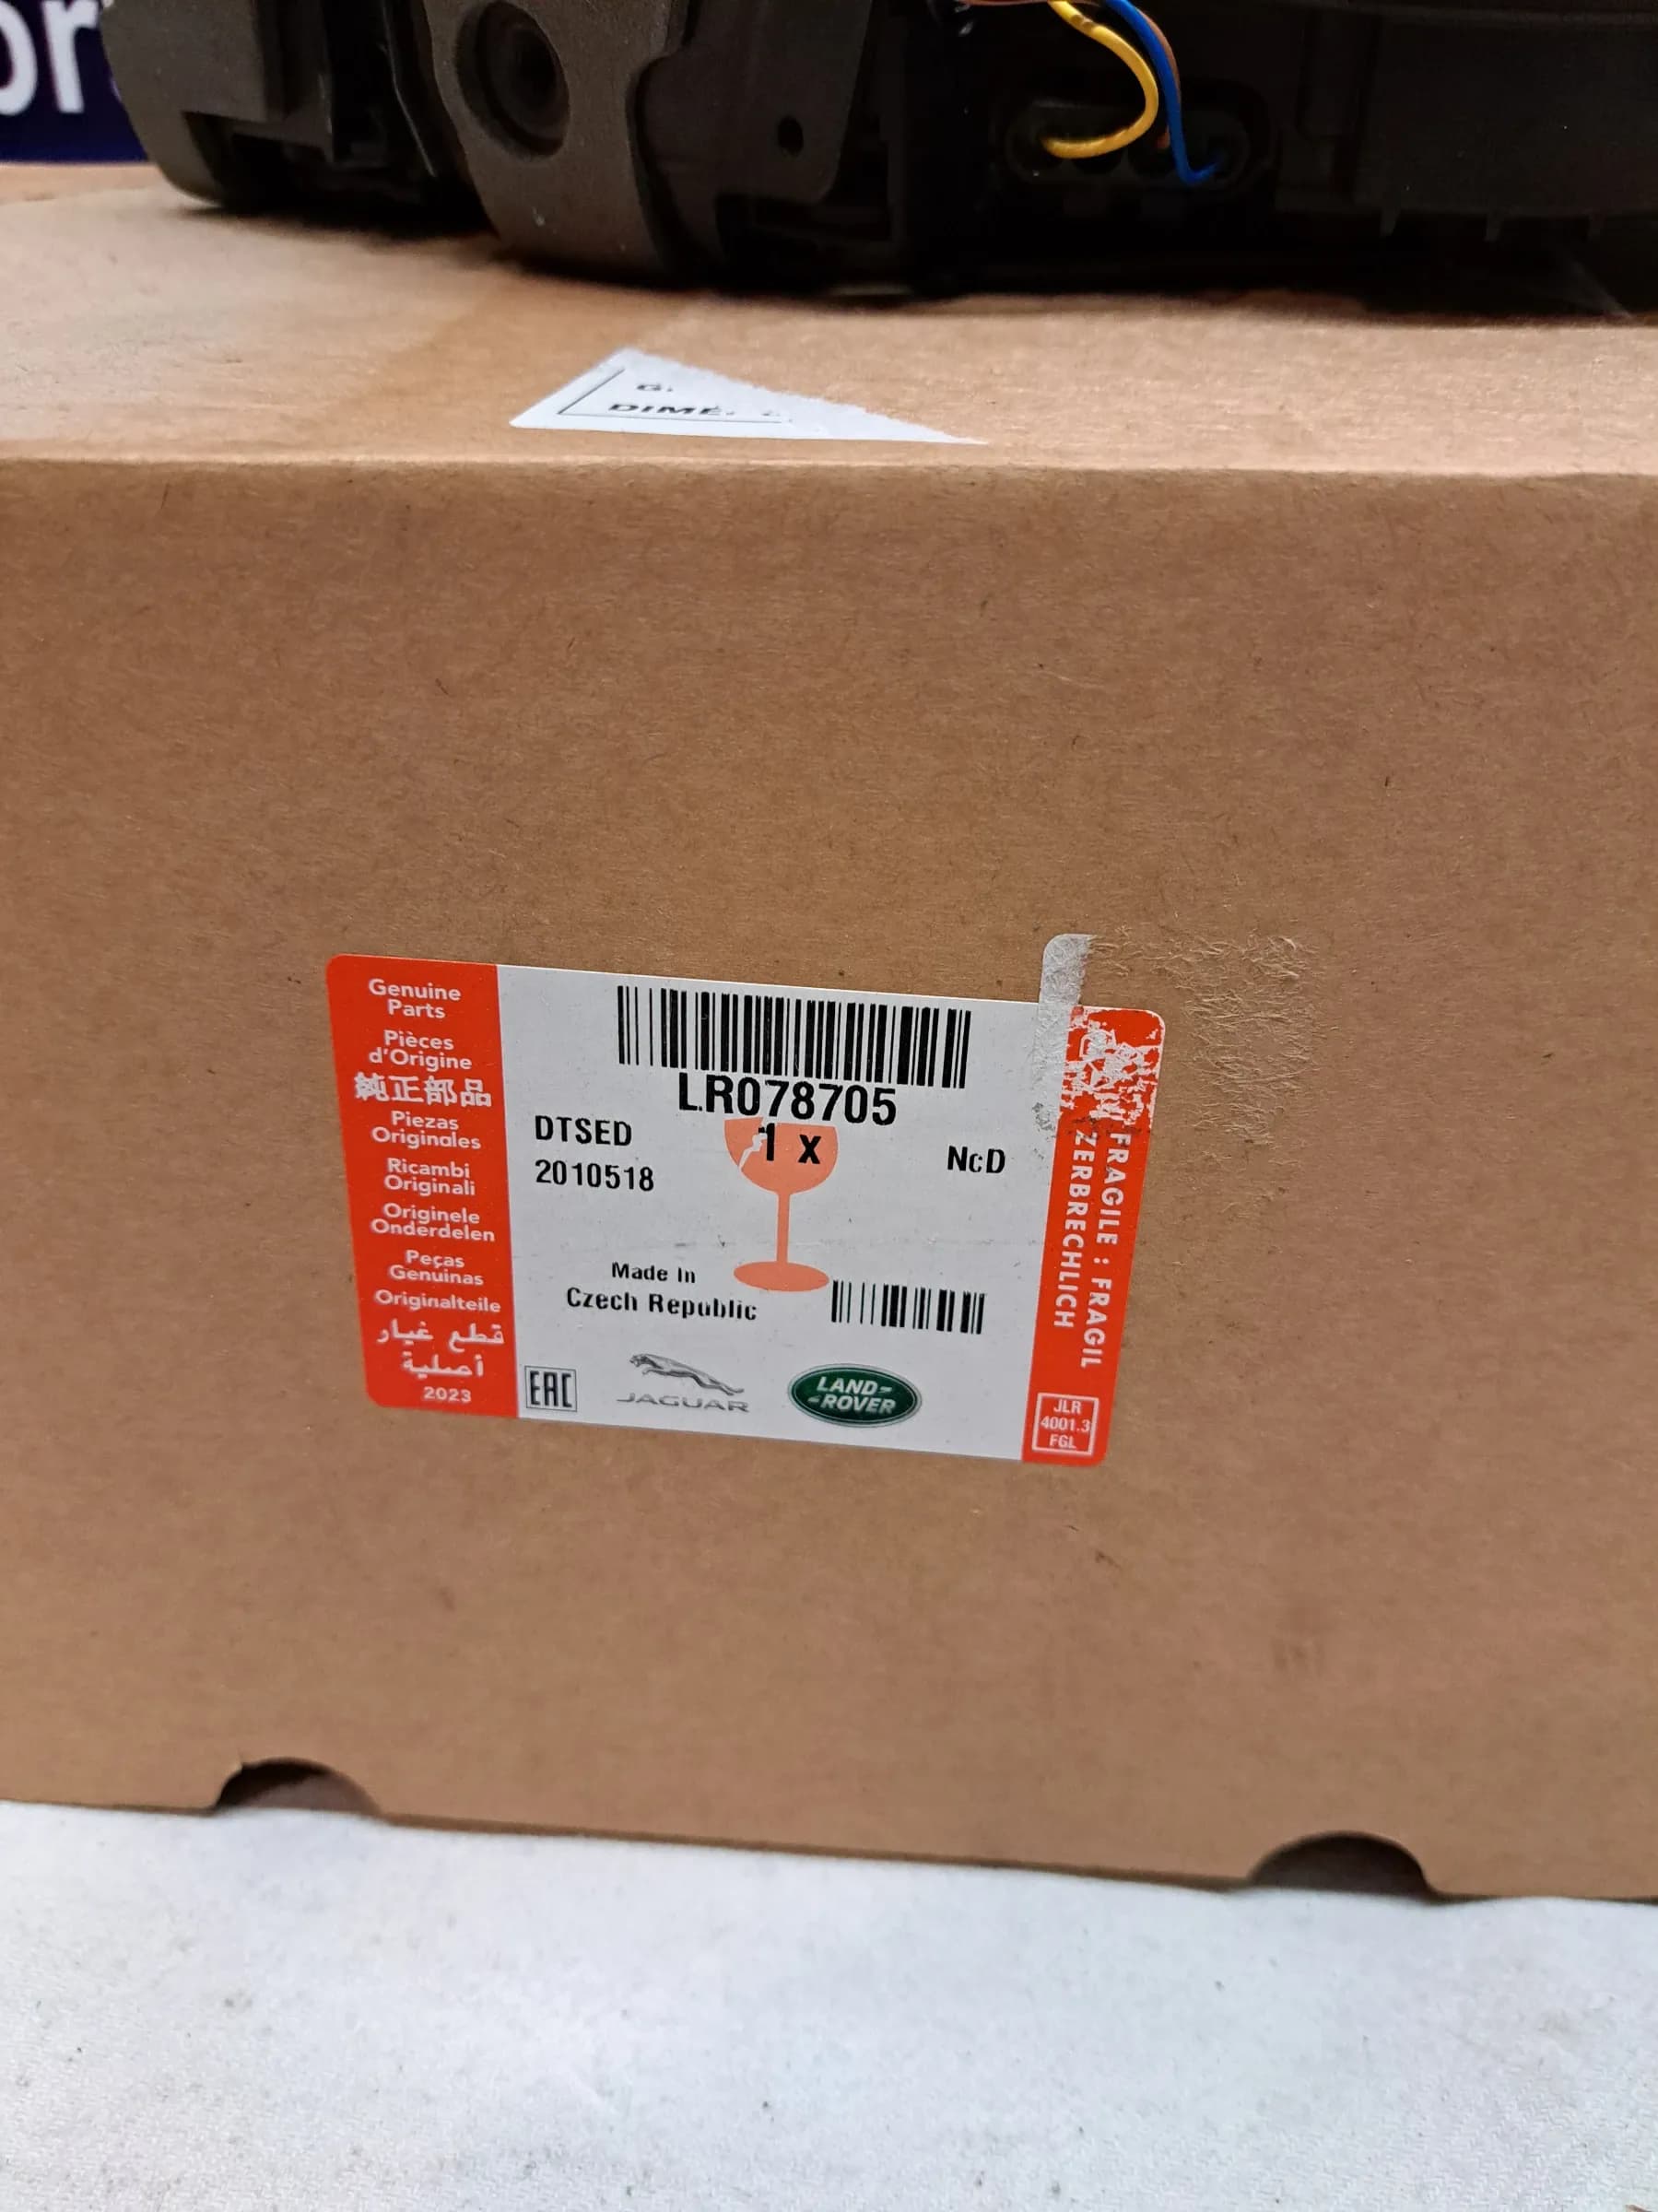 G.
DIME.
Genuine
Parts
Pièces
d'Origine
純正部品
Piezas
Originales
Ricambi
Originali
Originele
Onderdelen
Peças
Genuinas
Originalteile
قطع غيار
أصلية
2023
LR078705
DTSED
1 x
NcD
2010518
Made In
Czech Republic
EAC
JAGUAR
LAND-
-ROVER
FRAGILE : FRAGIL
ZERBRECHLICH
JLR
4001.3
FGL